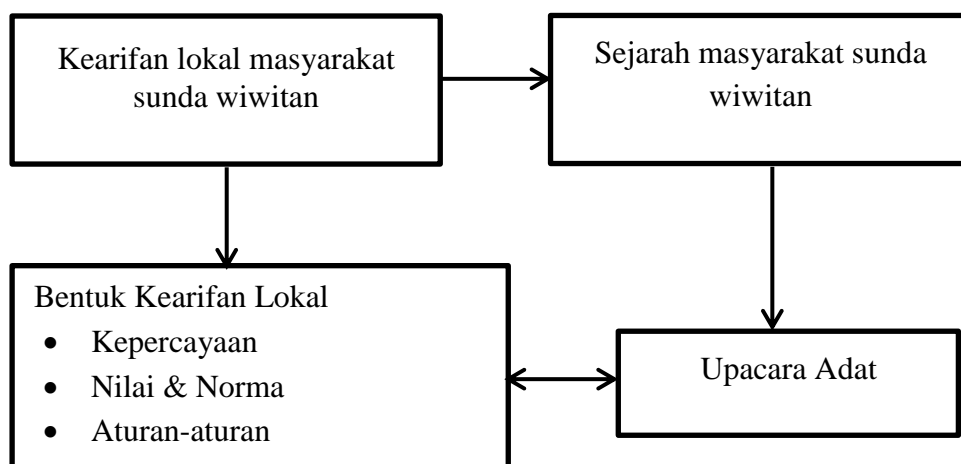 Kearifan lokal masyarakat
sunda wiwitan
Sejarah masyarakat sunda
wiwitan
Bentuk Kearifan Lokal
• Kepercayaan
• Nilai & Norma
• Aturan-aturan
Upacara Adat